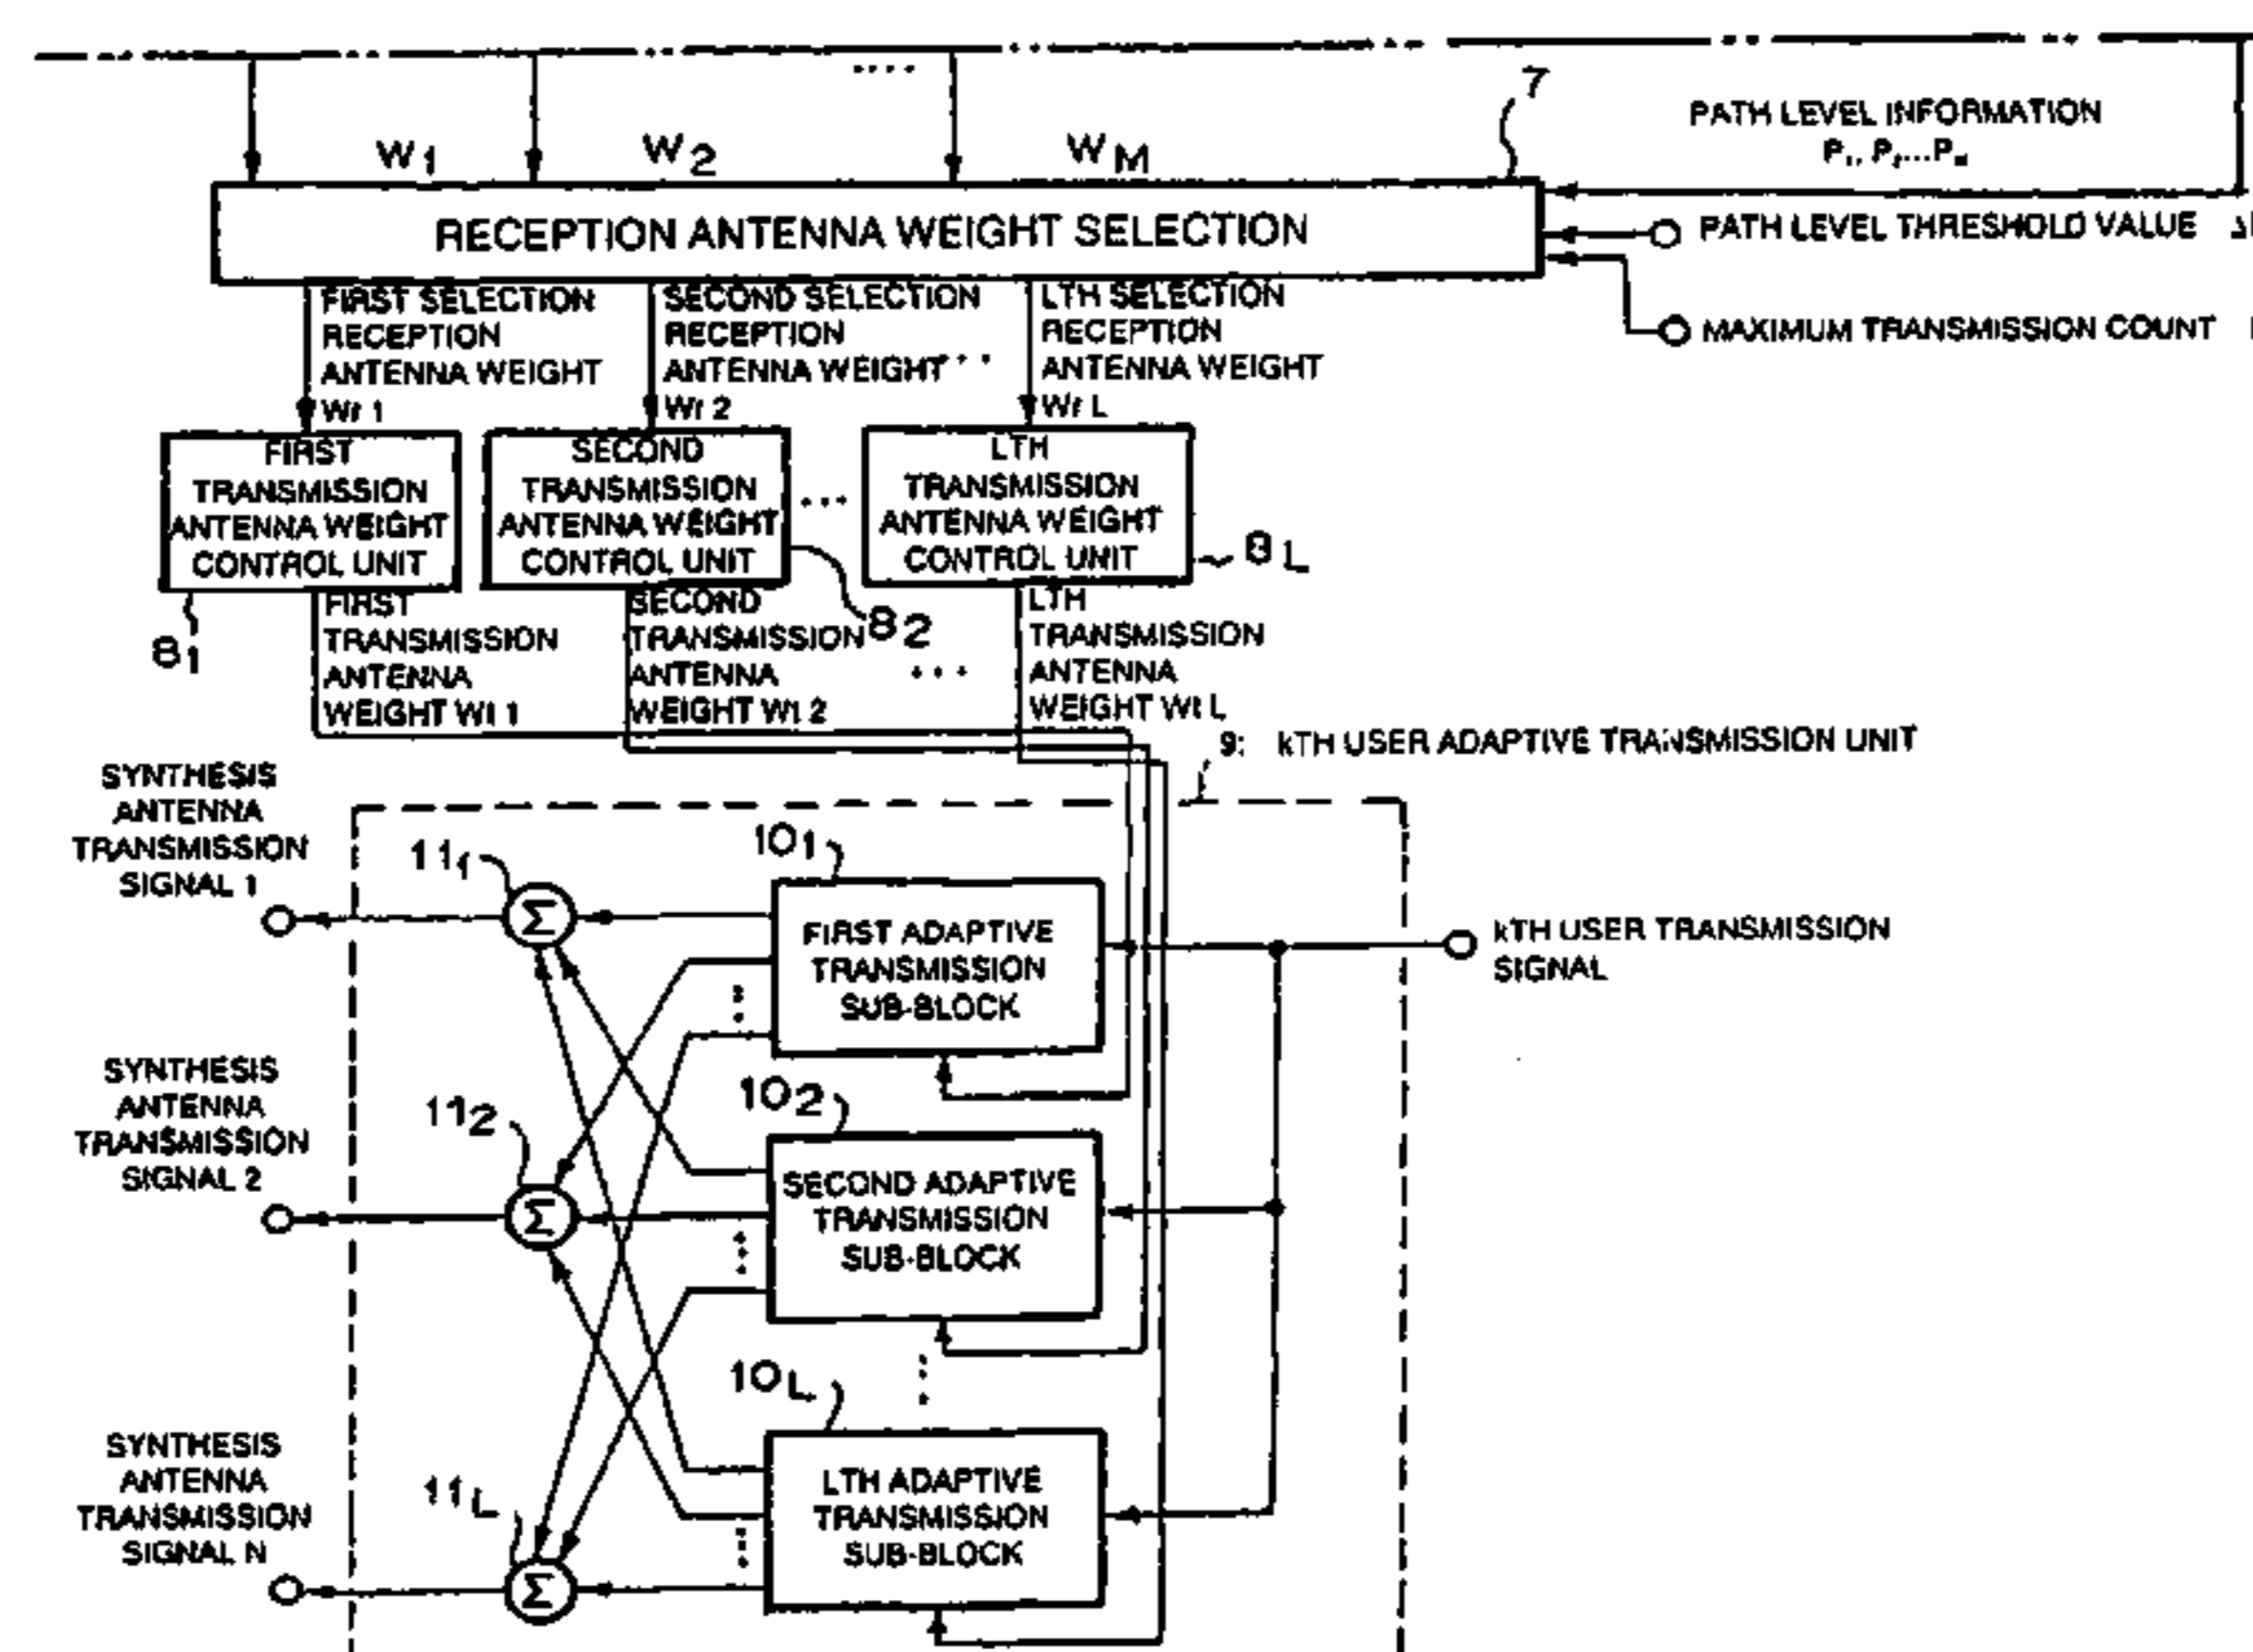 ....
7
PATH LEVEL INFORMATION
W1 W2 WM
RECEPTION ANTENNA WEIGHT SELECTION
PATH LEVEL THRESHOLD VALUE
MAXIMUM TRANSMISSION COUNT
FIRST SELECTION
RECEPTION
ANTENNA WEIGHT
Wr 1
SECOND SELECTION
RECEPTION
ANTENNA WEIGHT ...
Wr 2
LTH SELECTION
RECEPTION
ANTENNA WEIGHT
Wr L
FIRST
TRANSMISSION
ANTENNA WEIGHT
CONTROL UNIT
81
SECOND
TRANSMISSION
ANTENNA WEIGHT
CONTROL UNIT
82
...
LTH
TRANSMISSION
ANTENNA WEIGHT
CONTROL UNIT
8L
FIRST
TRANSMISSION
ANTENNA
WEIGHT Wt 1
SECOND
TRANSMISSION
ANTENNA
WEIGHT Wt 2
...
LTH
TRANSMISSION
ANTENNA
WEIGHT Wt L
9: kTH USER ADAPTIVE TRANSMISSION UNIT
SYNTHESIS
ANTENNA
TRANSMISSION
SIGNAL 1
111
Σ
101
FIRST ADAPTIVE
TRANSMISSION
SUB-BLOCK
kTH USER TRANSMISSION
SIGNAL
SYNTHESIS
ANTENNA
TRANSMISSION
SIGNAL 2
112
Σ
102
SECOND ADAPTIVE
TRANSMISSION
SUB-BLOCK
SYNTHESIS
ANTENNA
TRANSMISSION
SIGNAL N
11L
Σ
10L
LTH ADAPTIVE
TRANSMISSION
SUB-BLOCK